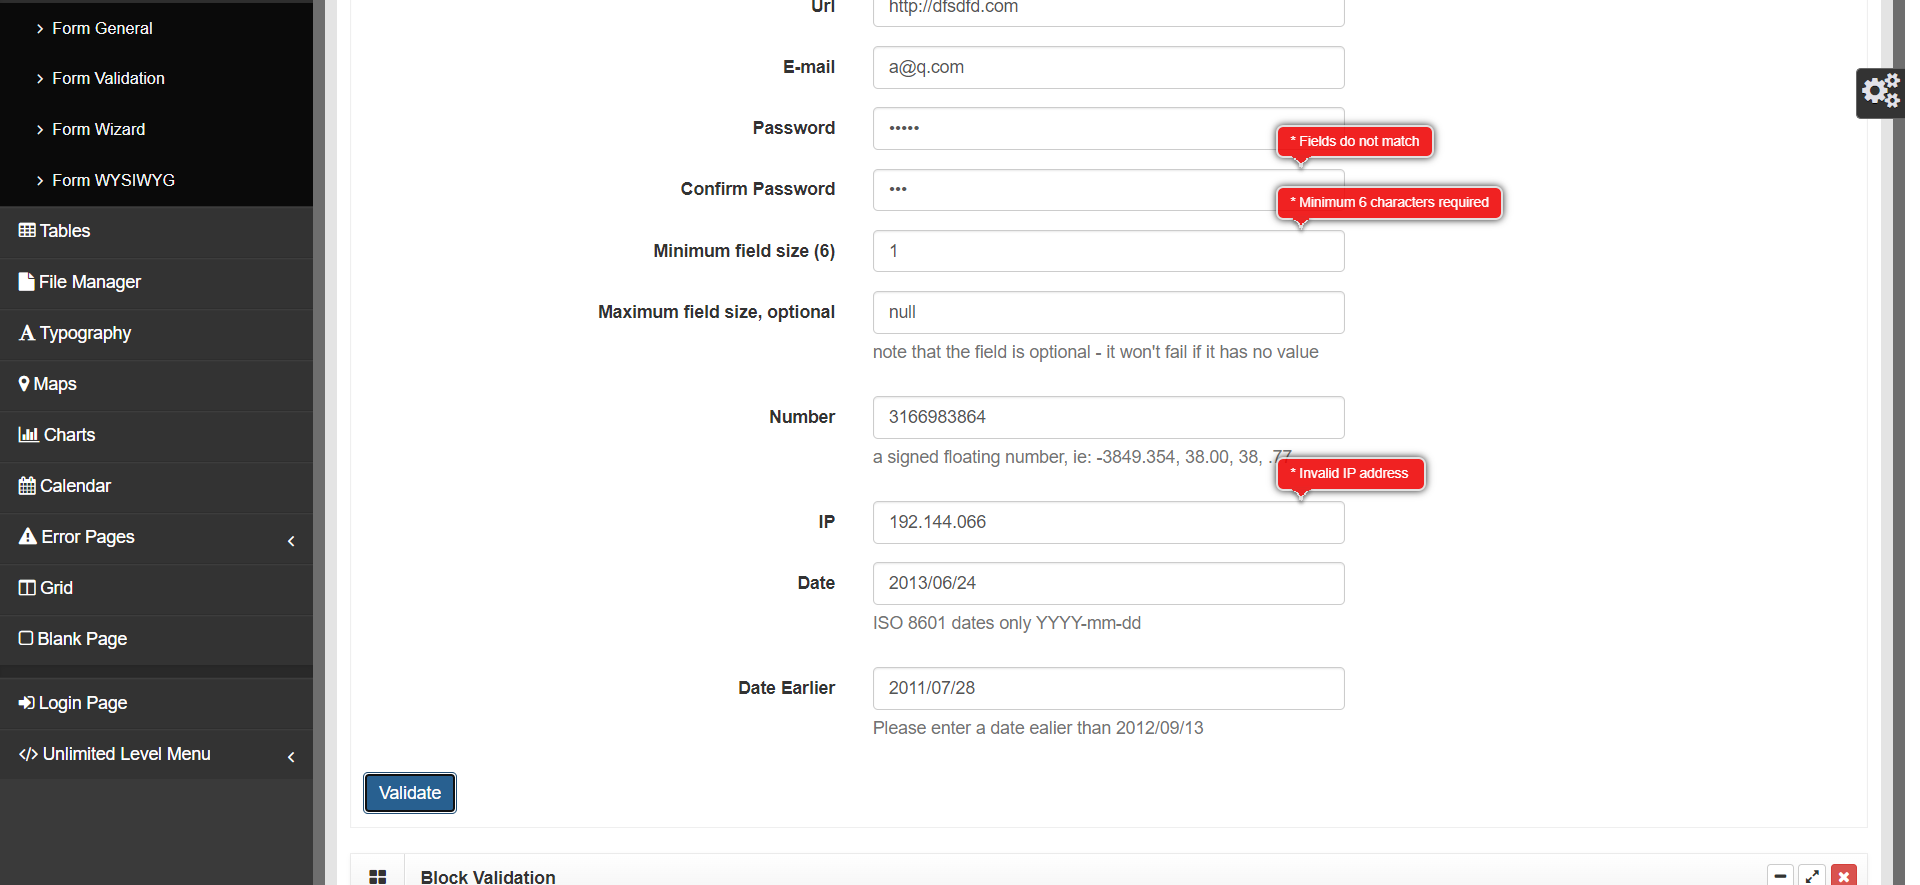 Form General
Form Validation
Form Wizard
Form WYSIWYG
Tables
File Manager
Typography
Maps
Charts
Calendar
Error Pages
Grid
Blank Page
Login Page
Unlimited Level Menu
Url
http://dfsdfd.com
E-mail
a@q.com
Password
•••••
* Fields do not match
Confirm Password
•••
* Minimum 6 characters required
Minimum field size (6)
1
Maximum field size, optional
null
note that the field is optional - it won't fail if it has no value
Number
3166983864
a signed floating number, ie: -3849.354, 38.00, 38, .77
* Invalid IP address
IP
192.144.066
Date
2013/06/24
ISO 8601 dates only YYYY-mm-dd
Date Earlier
2011/07/28
Please enter a date ealier than 2012/09/13
Validate
Block Validation